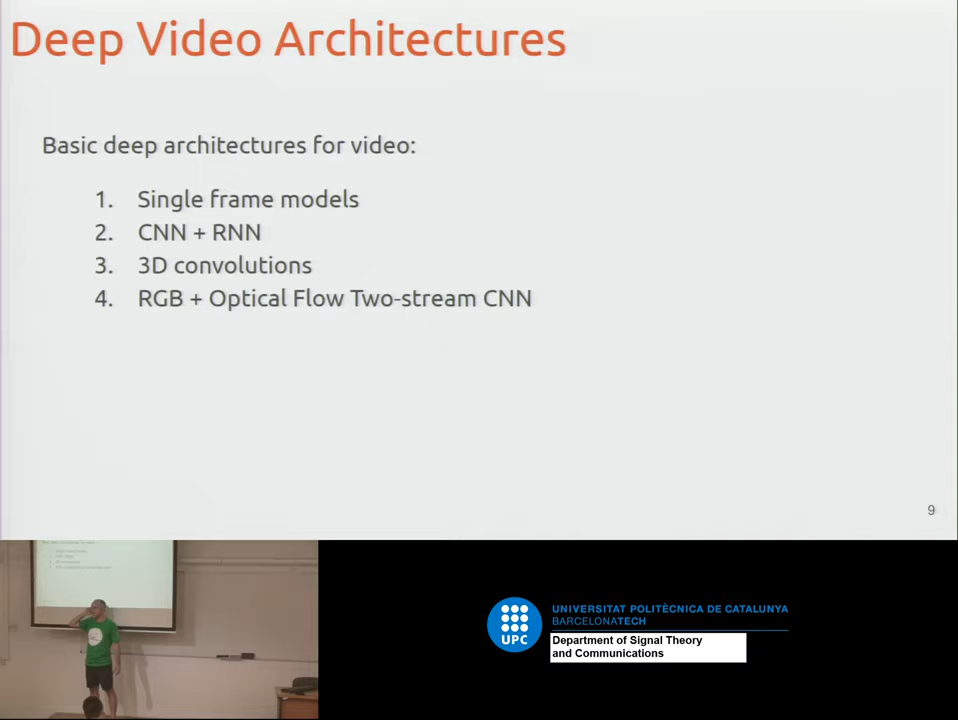 Deep Video Architectures
Basic deep architectures for video:
1. Single frame models
2. CNN + RNN
3. 3D convolutions
4. RGB + Optical Flow Two-stream CNN
9
UPC
UNIVERSITAT POLITÈCNICA DE CATALUNYA
BARCELONATECH
Department of Signal Theory
and Communications